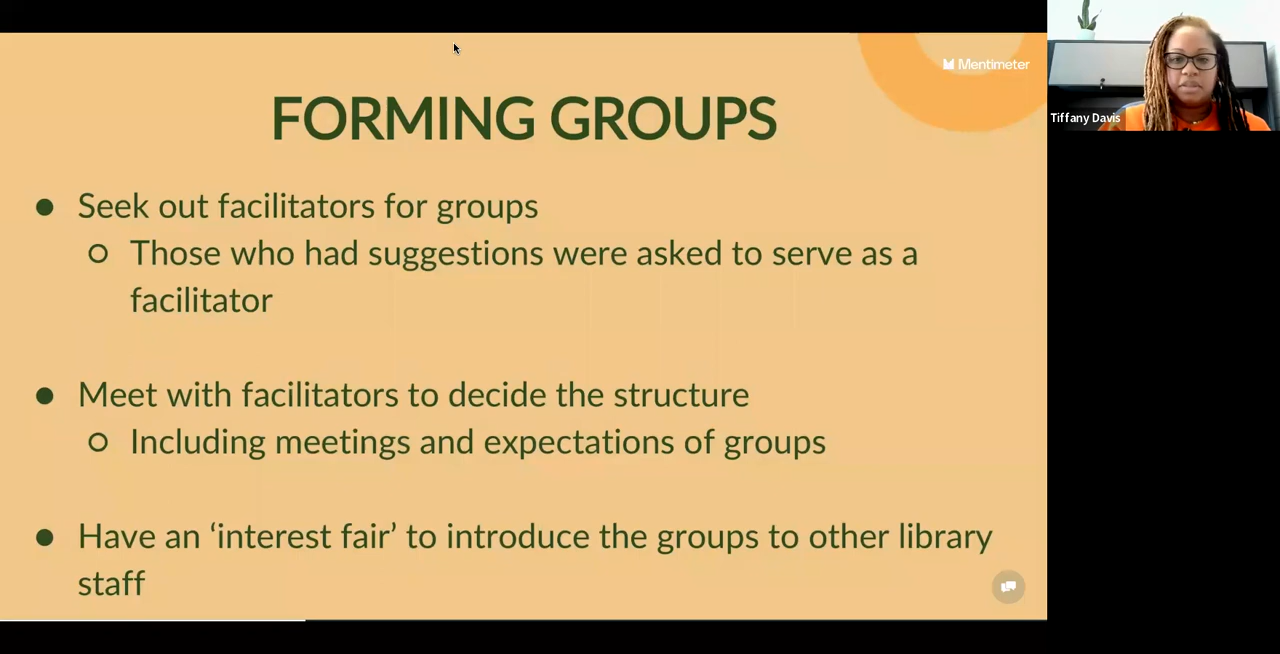 Mentimeter
FORMING GROUPS
● Seek out facilitators for groups
○ Those who had suggestions were asked to serve as a
facilitator
● Meet with facilitators to decide the structure
○ Including meetings and expectations of groups
● Have an ‘interest fair’ to introduce the groups to other library
staff
Tiffany Davis